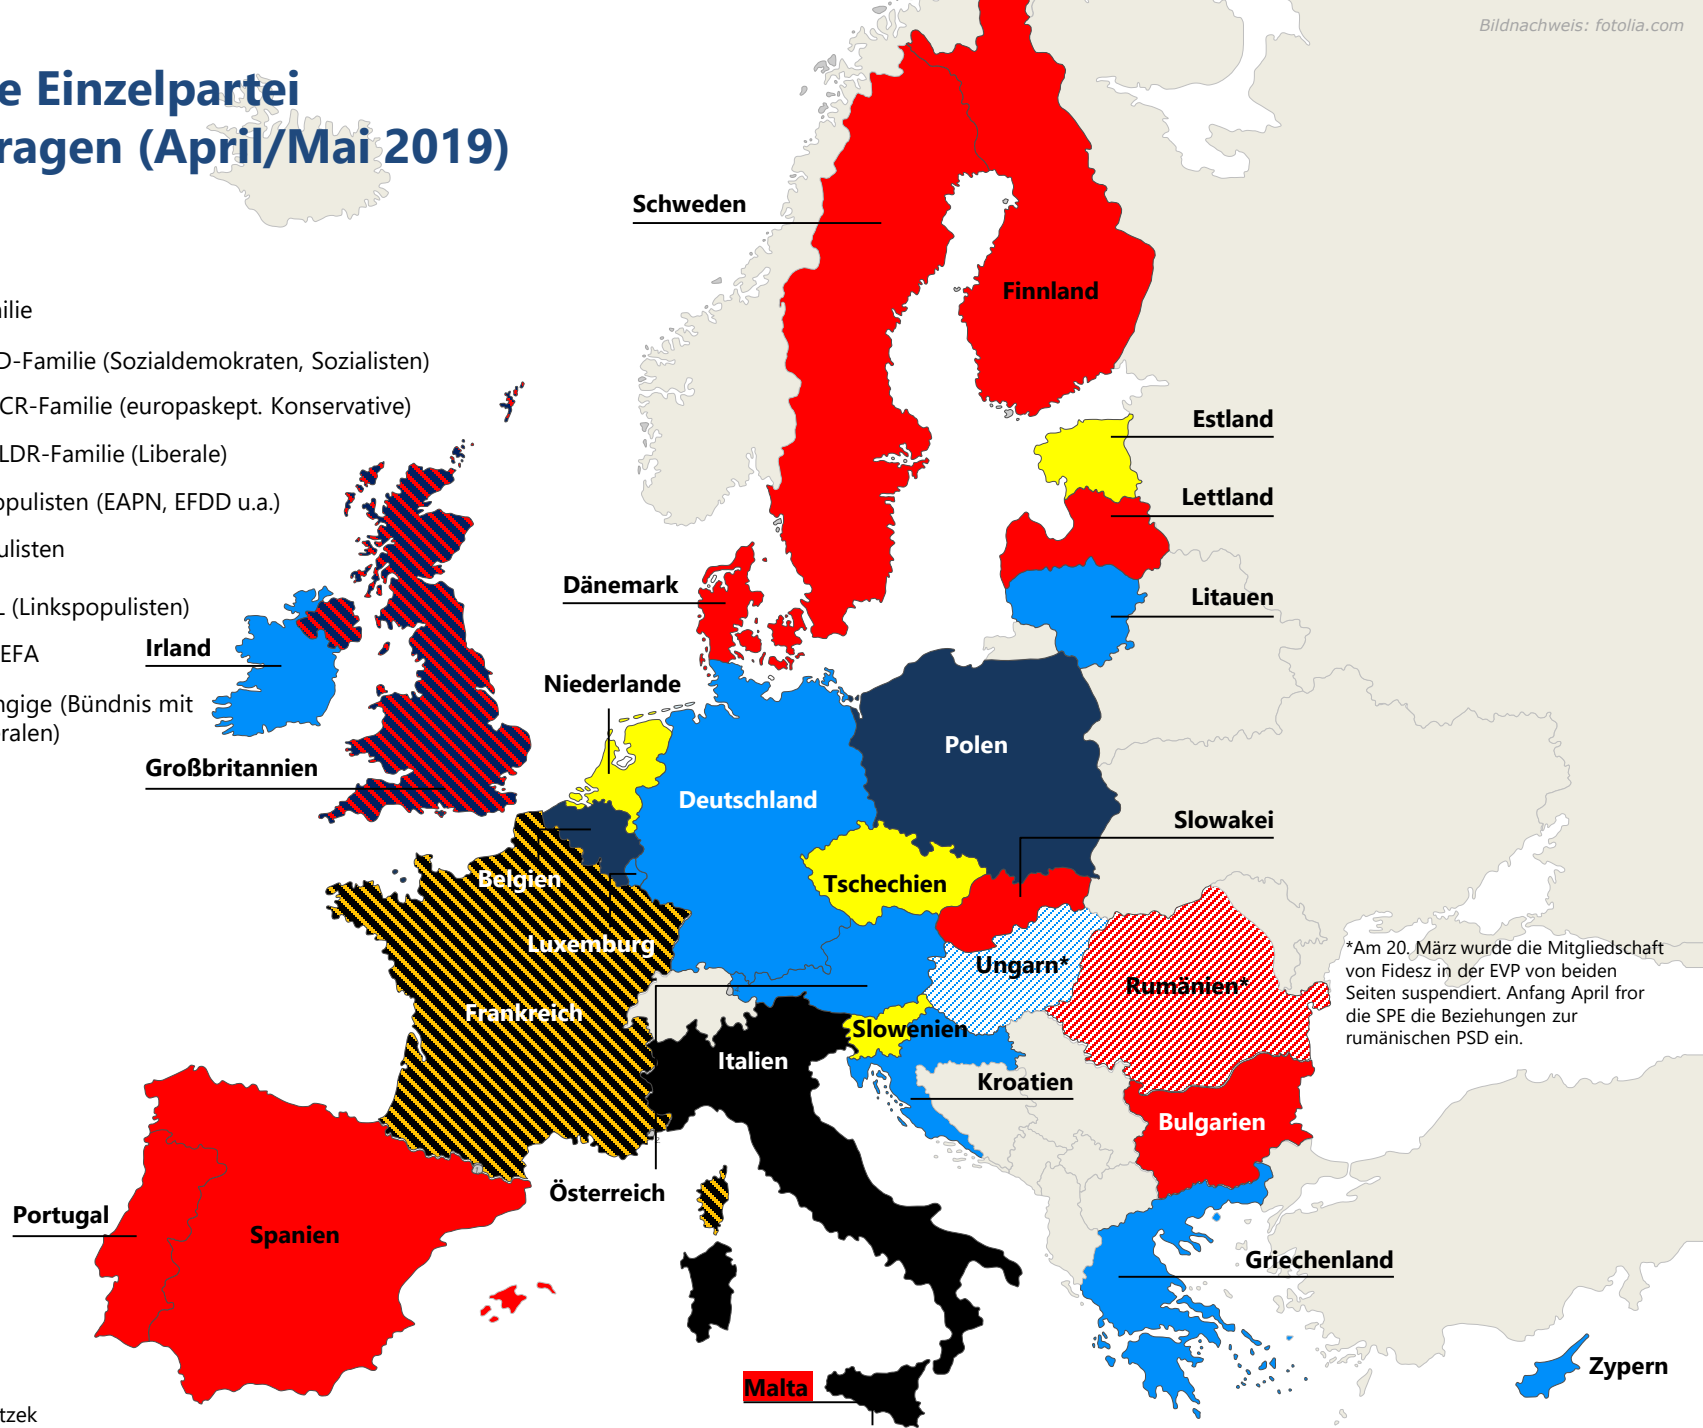 Bildnachweis: fotolia.com
e Einzelpartei
ragen (April/Mai 2019)
Schweden
Finnland
ilie
D-Familie (Sozialdemokraten, Sozialisten)
CR-Familie (europaskept. Konservative)
LDR-Familie (Liberale)
opulisten (EAPN, EFDD u.a.)
ulisten
L (Linkspopulisten)
EFA
ngige (Bündnis mit
ralen)
Estland
Lettland
Dänemark
Litauen
Irland
Niederlande
Polen
Großbritannien
Deutschland
Slowakei
Belgien
Tschechien
Luxemburg
Ungarn*
Rumänien*
*Am 20. März wurde die Mitgliedschaft
von Fidesz in der EVP von beiden
Seiten suspendiert. Anfang April fror
die SPE die Beziehungen zur
rumänischen PSD ein.
Frankreich
Slowenien
Italien
Kroatien
Bulgarien
Österreich
Portugal
Spanien
Griechenland
Zypern
Malta
tzek